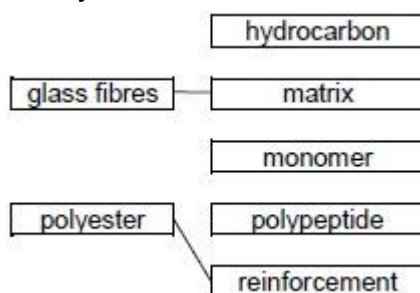 hydrocarbon
glass fibres
matrix
monomer
polyester
polypeptide
reinforcement